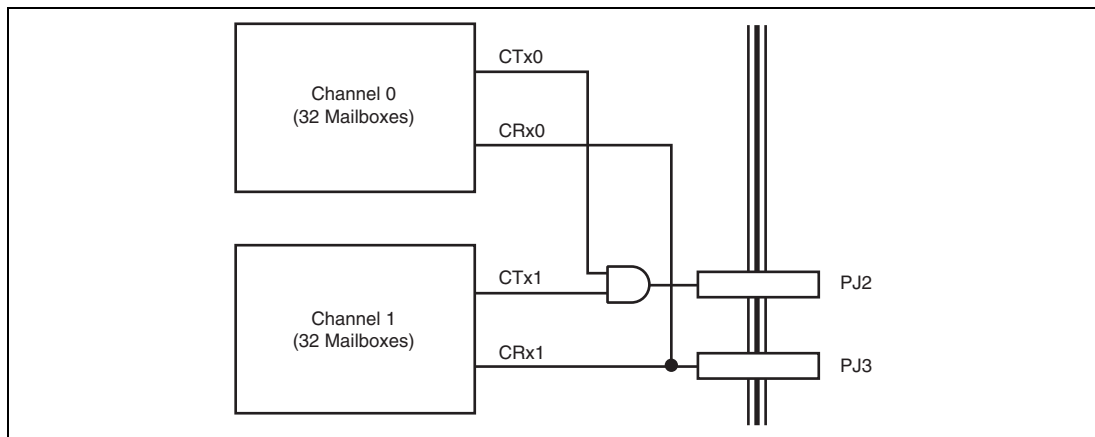 CTx0
Channel 0
(32 Mailboxes)
CRx0
CTx1
PJ2
Channel 1
(32 Mailboxes)
CRx1
PJ3